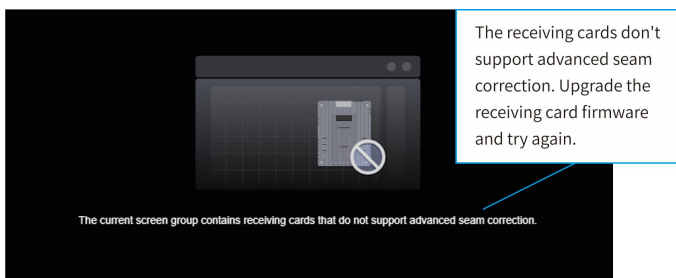 The receiving cards don't
support advanced seam
correction. Upgrade the
receiving card firmware
and try again.
The current screen group contains receiving cards that do not support advanced seam correction.